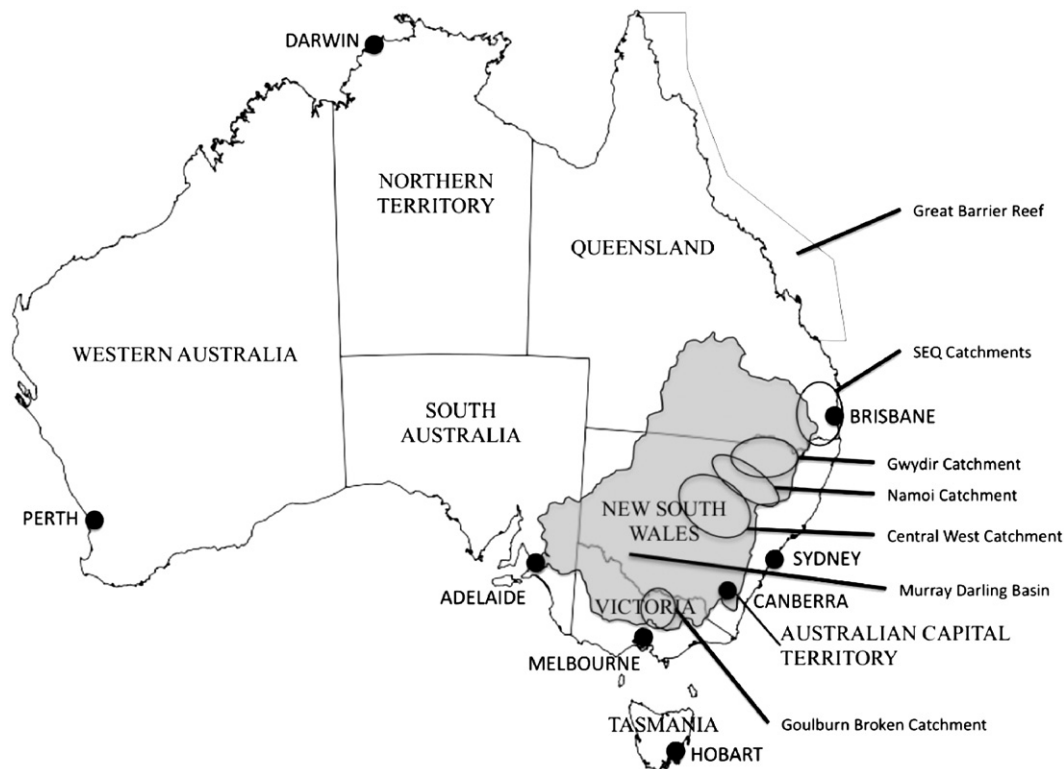 DARWIN
NORTHERN
TERRITORY
Great Barrier Reef
QUEENSLAND
WESTERN AUSTRALIA
SEQ Catchments
SOUTH
AUSTRALIA
BRISBANE
Gwydir Catchment
Namoi Catchment
NEW SOUTH
WALES
PERTH
Central West Catchment
SYDNEY
Murray Darling Basin
ADELAIDE
VICTORIA
CANBERRA
AUSTRALIAN CAPITAL
TERRITORY
MELBOURNE
Goulburn Broken Catchment
TASMANIA
HOBART